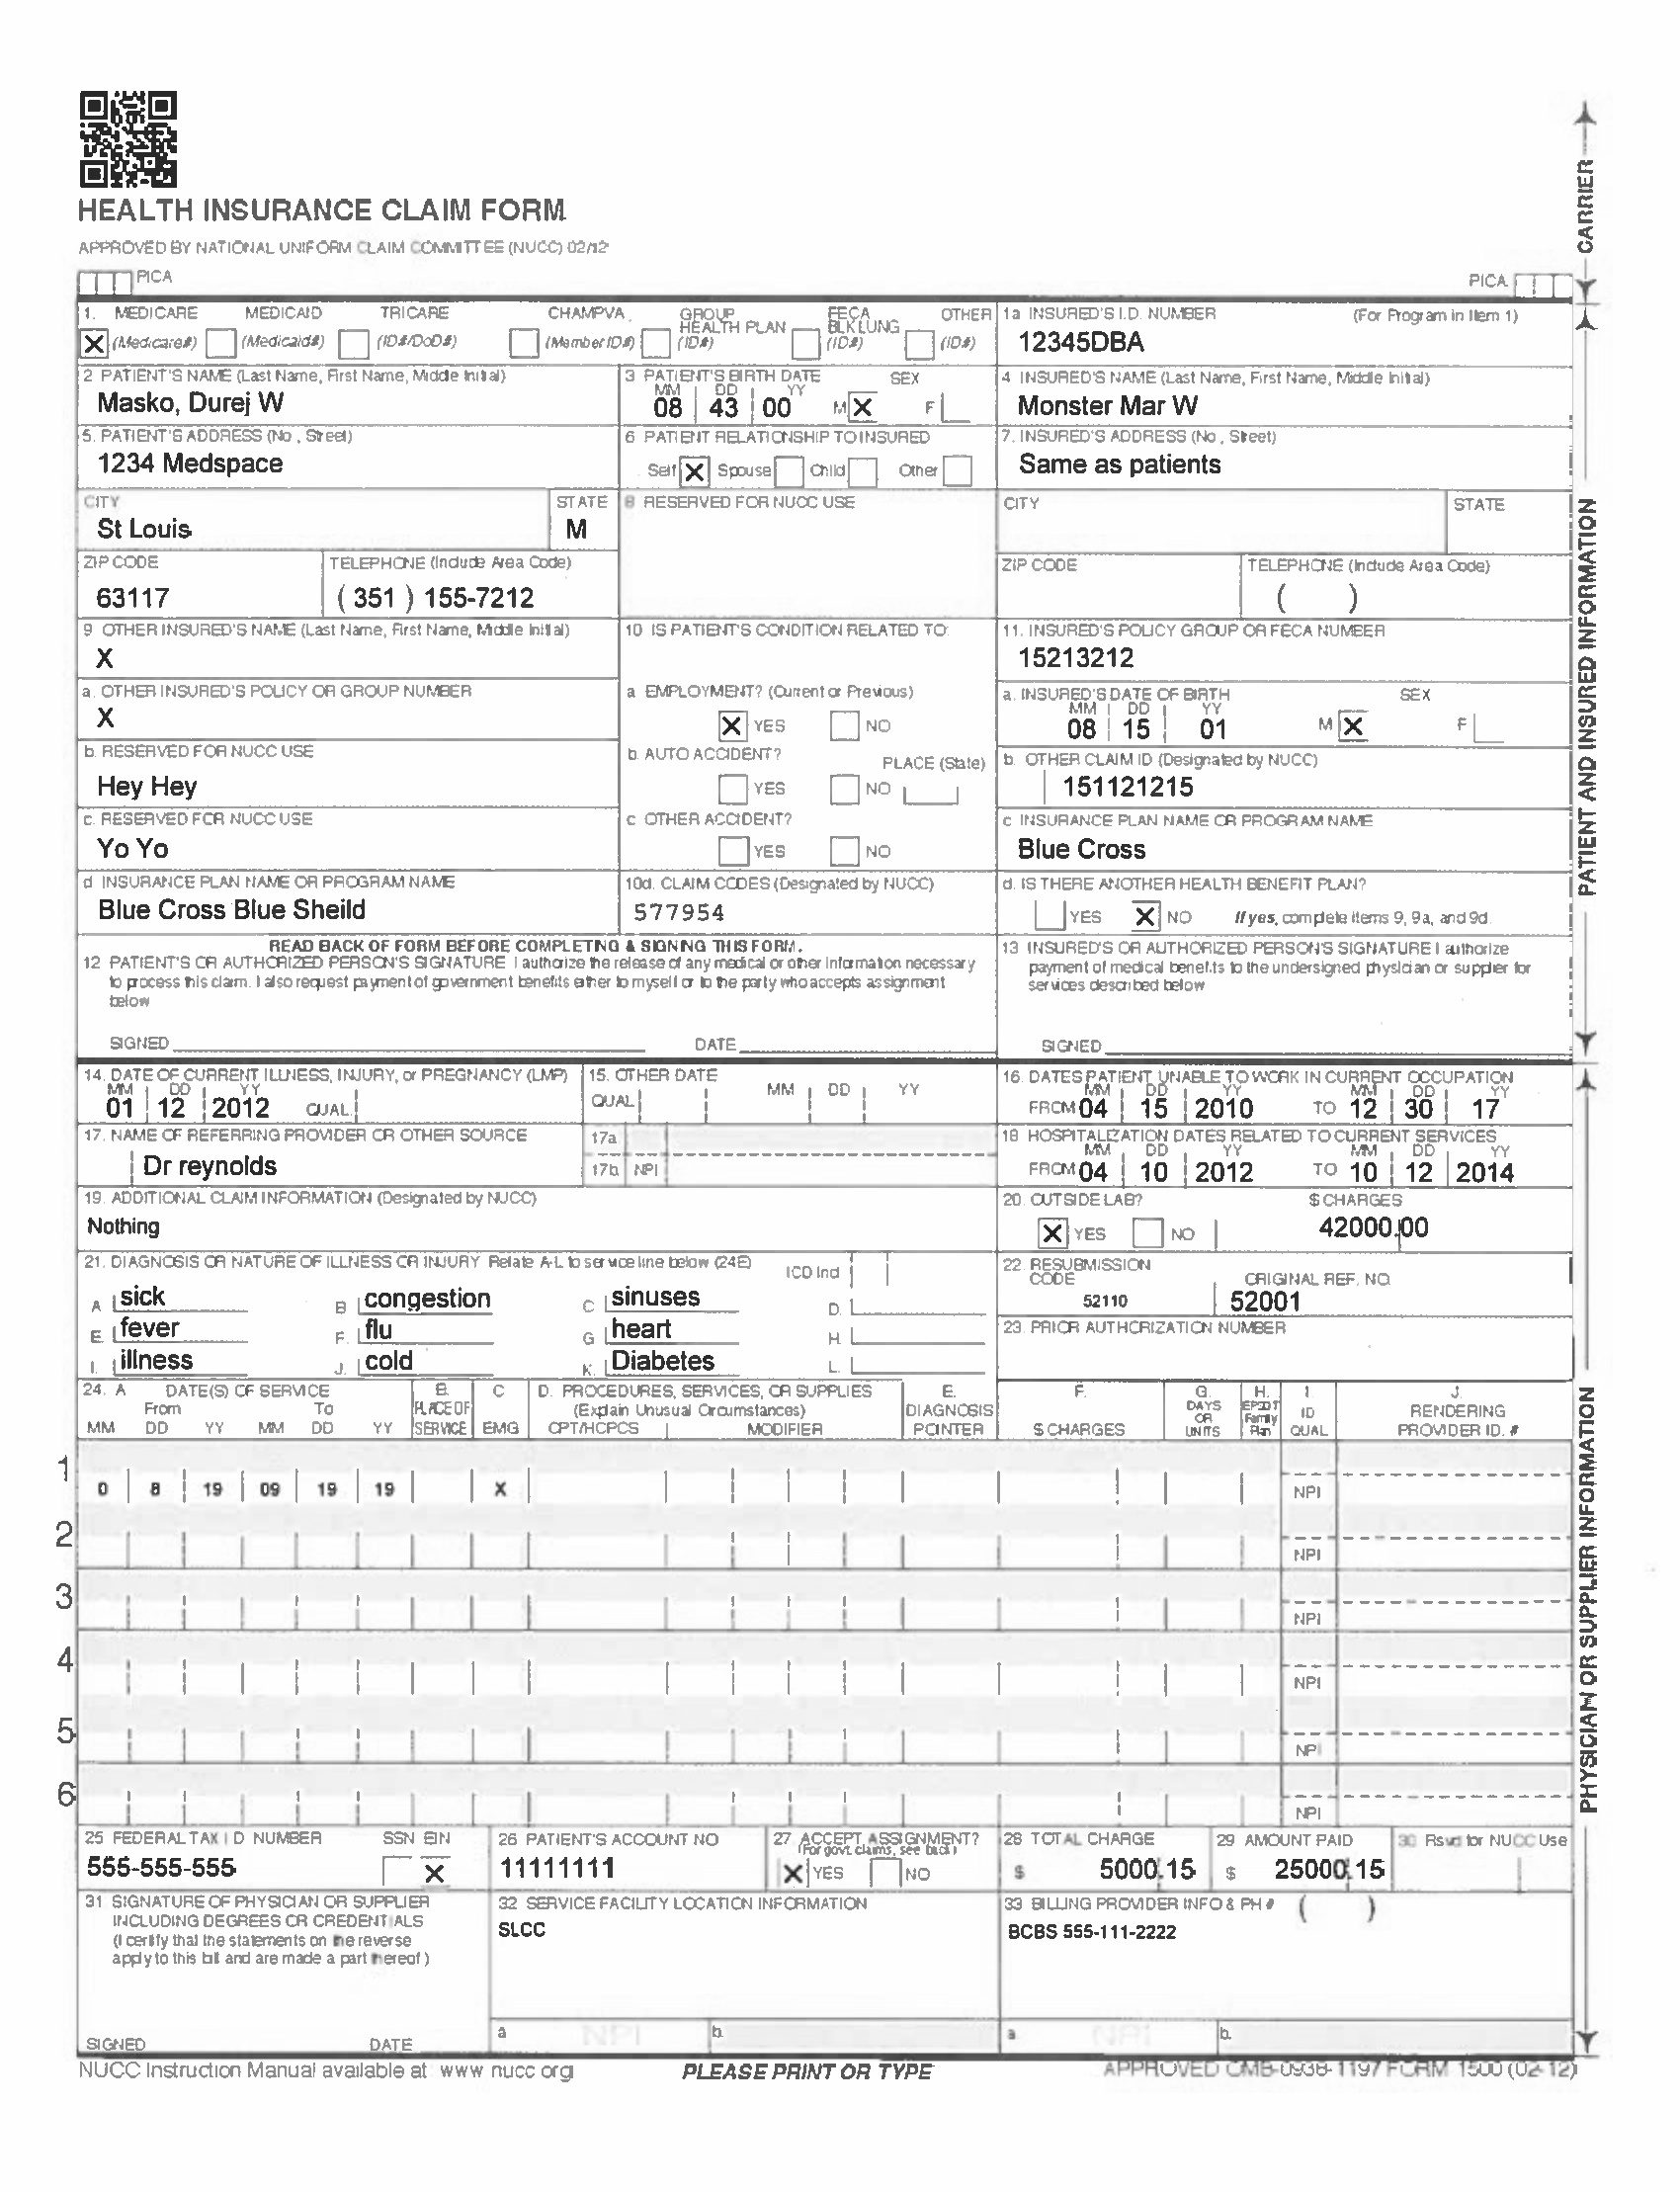 HEALTH INSURANCE CLAIM FORM
APPROVED BY NATIONAL UNIFORM CLAIM COMMITTEE (NUCC) 02/12
PICA
PICA
CARRIER
1. MEDICARE MEDICAID TRICARE CHAMPVA GROUP HEALTH PLAN FECA BLK LUNG OTHER
X (Medicare#) (Medicaid#) (ID#/DoD#) (Member ID#) (ID#) (ID#) (ID#)
1a INSURED'S I.D. NUMBER (For Program in Item 1)
12345DBA
2 PATIENT'S NAME (Last Name, First Name, Middle Initial)
Masko, Durej W
3 PATIENT'S BIRTH DATE SEX
MM DD YY
08 43 00 M X F
4 INSURED'S NAME (Last Name, First Name, Middle Initial)
Monster Mar W
5. PATIENT'S ADDRESS (No , Street)
1234 Medspace
6 PATIENT RELATIONSHIP TO INSURED
Self X Spouse Child Other
7. INSURED'S ADDRESS (No , Street)
Same as patients
CITY STATE
St Louis M
8 RESERVED FOR NUCC USE
CITY STATE
ZIP CODE TELEPHONE (Include Area Code)
63117 ( 351 ) 155-7212
ZIP CODE TELEPHONE (Include Area Code)
( )
9 OTHER INSURED'S NAME (Last Name, First Name, Middle Initial)
X
10 IS PATIENT'S CONDITION RELATED TO:
11. INSURED'S POLICY GROUP OR FECA NUMBER
15213212
a. OTHER INSURED'S POLICY OR GROUP NUMBER
X
a EMPLOYMENT? (Current or Previous)
X YES NO
a. INSURED'S DATE OF BIRTH SEX
MM DD YY
08 15 01 M X F
b. RESERVED FOR NUCC USE
Hey Hey
b. AUTO ACCIDENT? PLACE (State)
YES NO
b. OTHER CLAIM ID (Designated by NUCC)
151121215
c. RESERVED FOR NUCC USE
Yo Yo
c OTHER ACCIDENT?
YES NO
c INSURANCE PLAN NAME OR PROGRAM NAME
Blue Cross
d INSURANCE PLAN NAME OR PROGRAM NAME
Blue Cross Blue Sheild
10d. CLAIM CODES (Designated by NUCC)
577954
d. IS THERE ANOTHER HEALTH BENEFIT PLAN?
YES X NO If yes, complete items 9, 9a, and 9d.
PATIENT AND INSURED INFORMATION
READ BACK OF FORM BEFORE COMPLETING & SIGNING THIS FORM.
12 PATIENT'S OR AUTHORIZED PERSON'S SIGNATURE I authorize the release of any medical or other information necessary
to process this claim. I also request payment of government benefits either to myself or to the party who accepts assignment
below
SIGNED DATE
13 INSURED'S OR AUTHORIZED PERSON'S SIGNATURE I authorize
payment of medical benefits to the undersigned physician or supplier for
services described below
SIGNED
14. DATE OF CURRENT ILLNESS, INJURY, or PREGNANCY (LMP)
MM DD YY
01 12 2012 QUAL.
15. OTHER DATE
QUAL MM DD YY
16. DATES PATIENT UNABLE TO WORK IN CURRENT OCCUPATION
MM DD YY MM DD YY
FROM 04 15 2010 TO 12 30 17
17. NAME OF REFERRING PROVIDER OR OTHER SOURCE
Dr reynolds
17a
17b NPI
18 HOSPITALIZATION DATES RELATED TO CURRENT SERVICES
MM DD YY MM DD YY
FROM 04 10 2012 TO 10 12 2014
19. ADDITIONAL CLAIM INFORMATION (Designated by NUCC)
Nothing
20. OUTSIDE LAB? $ CHARGES
X YES NO 42000.00
21. DIAGNOSIS OR NATURE OF ILLNESS OR INJURY Relate A-L to service line below (24E) ICD Ind
A sick B congestion C sinuses D.
E. fever F. flu G heart H.
I. illness J. cold K. Diabetes L.
22. RESUBMISSION CODE ORIGINAL REF. NO.
52110 52001
23. PRIOR AUTHORIZATION NUMBER
24. A DATE(S) OF SERVICE B. C D. PROCEDURES, SERVICES, OR SUPPLIES E. F. G. H. I J.
From To PLACE OF (Explain Unusual Circumstances) DIAGNOSIS DAYS OR EPSDT Family ID RENDERING
MM DD YY MM DD YY SERVICE EMG CPT/HCPCS MODIFIER POINTER $ CHARGES UNITS Plan QUAL PROVIDER ID. #
1
0 8 19 09 19 19 X NPI
2
NPI
3
NPI
4
NPI
5
NPI
6
NPI
PHYSICIAN OR SUPPLIER INFORMATION
25 FEDERAL TAX I D NUMBER SSN EIN
555-555-555 X
26 PATIENT'S ACCOUNT NO
11111111
27 ACCEPT ASSIGNMENT?
(For govt. claims, see back)
X YES NO
28 TOTAL CHARGE
$ 5000.15
29 AMOUNT PAID
$ 25000.15
30 Rsvd for NUCC Use
31 SIGNATURE OF PHYSICIAN OR SUPPLIER
INCLUDING DEGREES OR CREDENTIALS
(I certify that the statements on the reverse
apply to this bill and are made a part thereof )
SIGNED DATE
32 SERVICE FACILITY LOCATION INFORMATION
SLCC
a NPI b.
33 BILLING PROVIDER INFO & PH # ( )
BCBS 555-111-2222
a. NPI b.
NUCC Instruction Manual available at: www nucc org
PLEASE PRINT OR TYPE
APPROVED OMB-0938-1197 FORM 1500 (02-12)